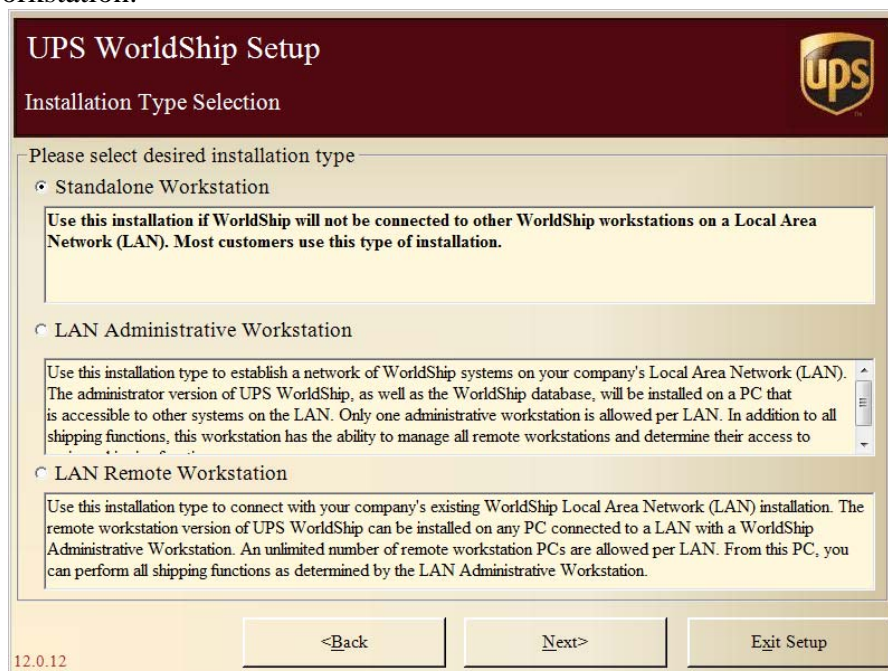 orkstation.
UPS WorldShip Setup
ups
Installation Type Selection
Please select desired installation type
Standalone Workstation
Use this installation if WorldShip will not be connected to other WorldShip workstations on a Local Area
Network (LAN). Most customers use this type of installation.
LAN Administrative Workstation
Use this installation type to establish a network of WorldShip systems on your company's Local Area Network (LAN).
The administrator version of UPS WorldShip, as well as the WorldShip database, will be installed on a PC that
is accessible to other systems on the LAN. Only one administrative workstation is allowed per LAN. In addition to all
shipping functions, this workstation has the ability to manage all remote workstations and determine their access to
LAN Remote Workstation
Use this installation type to connect with your company's existing WorldShip Local Area Network (LAN) installation. The
remote workstation version of UPS WorldShip can be installed on any PC connected to a LAN with a WorldShip
Administrative Workstation. An unlimited number of remote workstation PCs are allowed per LAN. From this PC, you
can perform all shipping functions as determined by the LAN Administrative Workstation.
<Back
Next>
Exit Setup
12.0.12